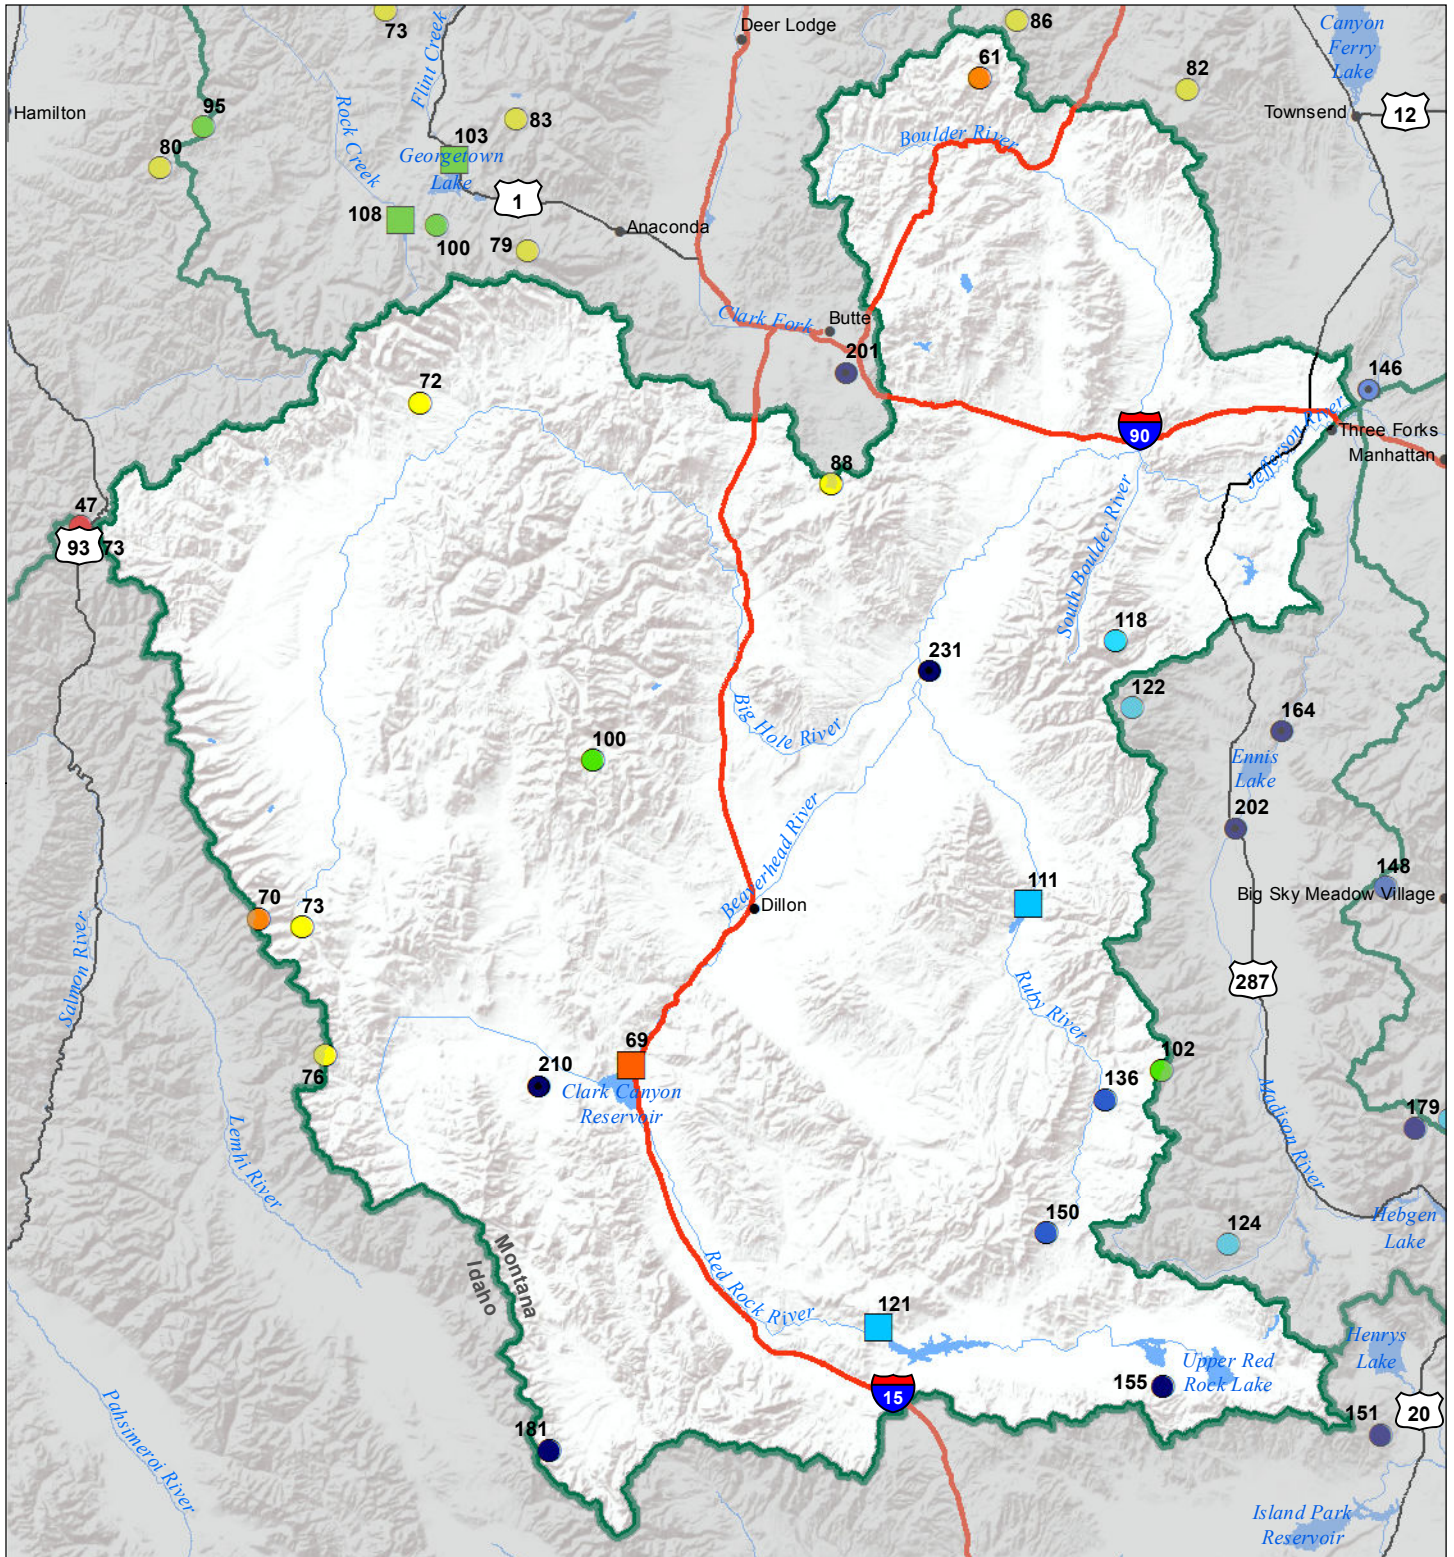 73
Deer Lodge
86
Canyon
Ferry
Lake
Flint Creek
61
82
Hamilton
95
Rock Creek
83
Townsend
12
80
103
Georgetown
Lake
Boulder River
1
108
100
79
Anaconda
Clark Fork
Butte
201
72
146
90
Jefferson River
Three Forks
Manhattan
88
47
93
73
South Boulder River
118
231
122
Big Hole River
164
100
Ennis
Lake
Beaverhead River
202
148
111
Big Sky Meadow Village
70
73
Dillon
Salmon River
287
Ruby River
69
102
76
210
Clark Canyon
Reservoir
136
Madison River
179
Lemhi River
150
124
Hebgen
Lake
Montana
Idaho
Red Rock River
121
Henrys
Lake
Upper Red
Rock Lake
155
15
20
151
181
Pahsimeroi River
Island Park
Reservoir